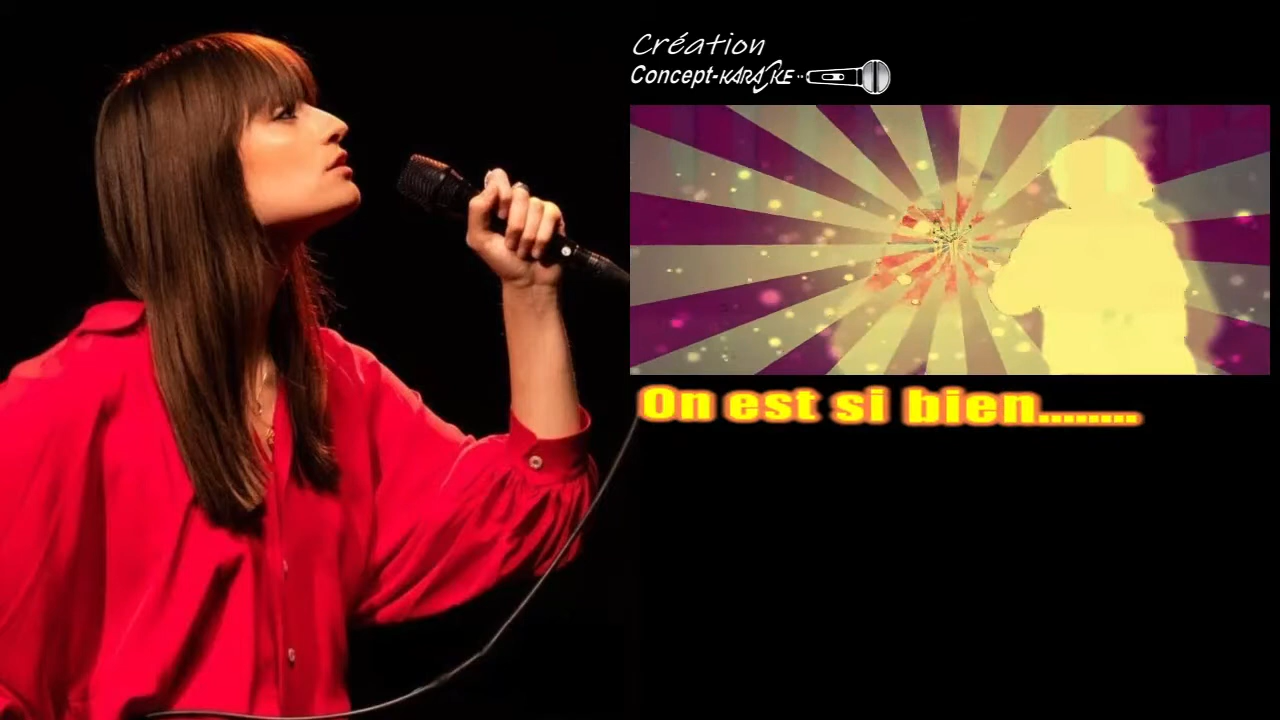 Création
Concept-KARAOKE
On est si bien........